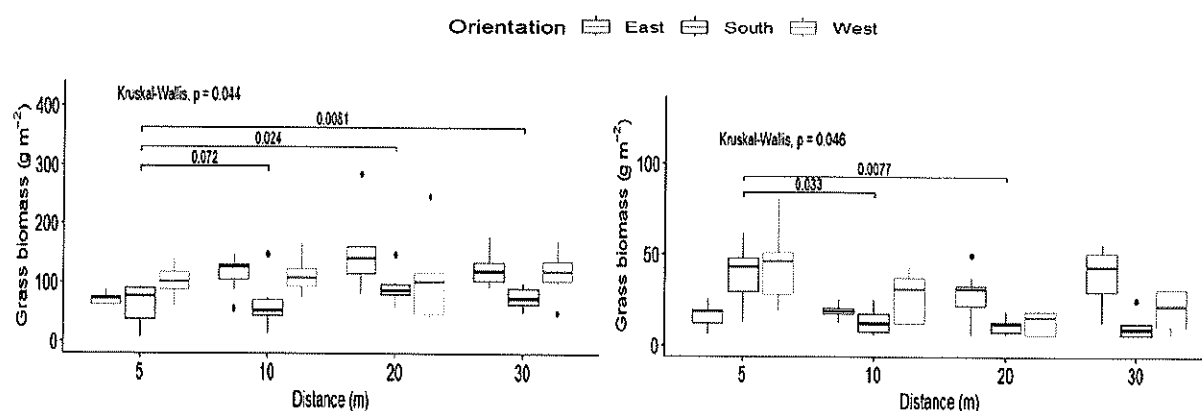 Orientation East South West
Kruskal-Wallis, p = 0.044
0.0081
0.024
0.072
400
300
200
100
0
Grass biomass (g m⁻²)
5 10 20 30
Distance (m)
Kruskal-Wallis, p = 0.046
0.0077
0.033
100
50
0
Grass biomass (g m⁻²)
5 10 20 30
Distance (m)